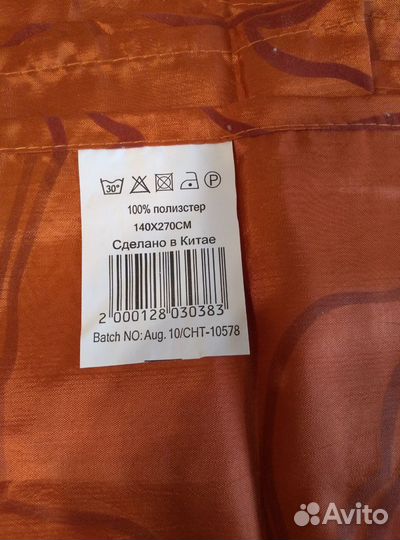 30°
P
100% полиэстер
140X270CM
Сделано в Китае
2 000128 030383
Batch NO: Aug. 10/CHT-10578
Avito